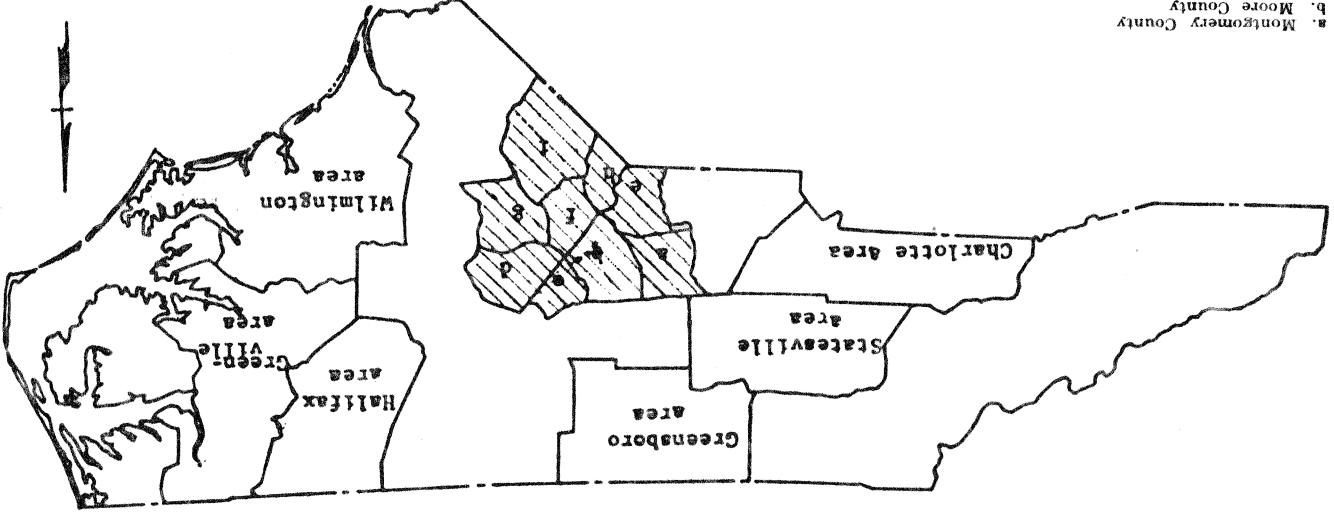 Greensboro
area
Halifax
area
Statesville
area
Green-
ville
area
Charlotte Area
a
b
d
e
f
g
h
Wilmington
area
a. Montgomery County
b. Moore County